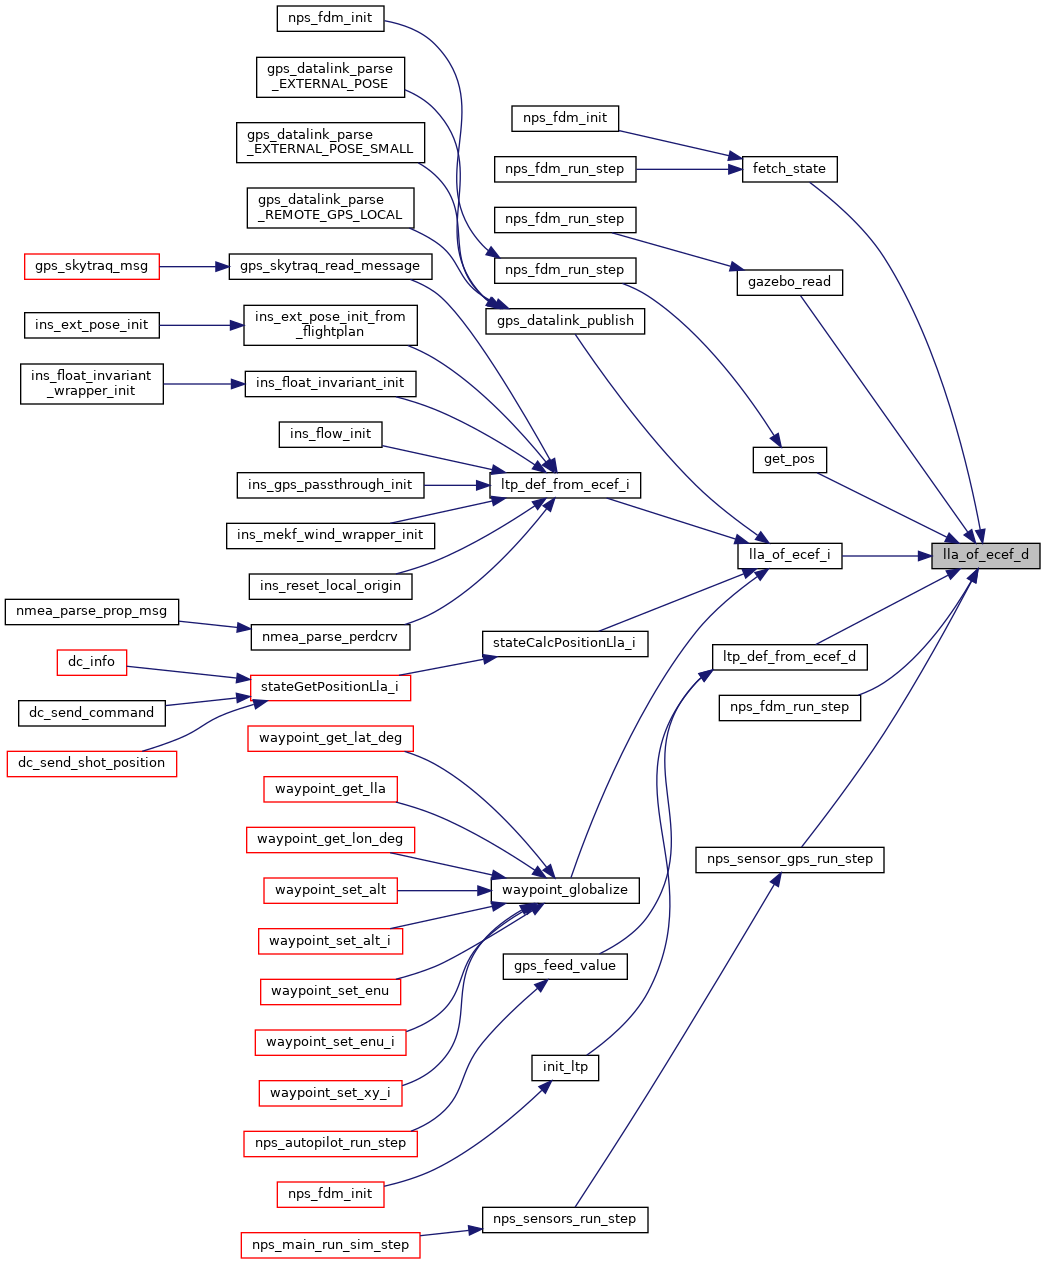 nps_fdm_init
gps_datalink_parse
_EXTERNAL_POSE
gps_datalink_parse
_EXTERNAL_POSE_SMALL
gps_datalink_parse
_REMOTE_GPS_LOCAL
gps_skytraq_msg
gps_skytraq_read_message
ins_ext_pose_init
ins_ext_pose_init_from
_flightplan
ins_float_invariant
_wrapper_init
ins_float_invariant_init
ins_flow_init
ins_gps_passthrough_init
ins_mekf_wind_wrapper_init
ins_reset_local_origin
nmea_parse_prop_msg
nmea_parse_perdcrv
dc_info
stateGetPositionLla_i
dc_send_command
dc_send_shot_position
waypoint_get_lat_deg
waypoint_get_lla
waypoint_get_lon_deg
waypoint_set_alt
waypoint_set_alt_i
waypoint_set_enu
waypoint_set_enu_i
waypoint_set_xy_i
nps_autopilot_run_step
nps_fdm_init
nps_main_run_sim_step
nps_fdm_init
nps_fdm_run_step
nps_fdm_run_step
nps_fdm_run_step
gps_datalink_publish
ltp_def_from_ecef_i
stateCalcPositionLla_i
waypoint_globalize
gps_feed_value
init_ltp
nps_sensors_run_step
fetch_state
gazebo_read
get_pos
lla_of_ecef_i
ltp_def_from_ecef_d
nps_fdm_run_step
nps_sensor_gps_run_step
lla_of_ecef_d